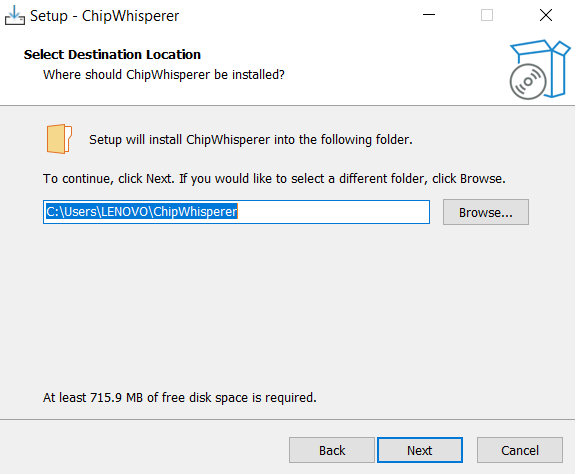 Setup - ChipWhisperer
Select Destination Location
Where should ChipWhisperer be installed?
Setup will install ChipWhisperer into the following folder.
To continue, click Next. If you would like to select a different folder, click Browse.
C:\Users\LENOVO\ChipWhisperer
Browse...
At least 715.9 MB of free disk space is required.
Back
Next
Cancel